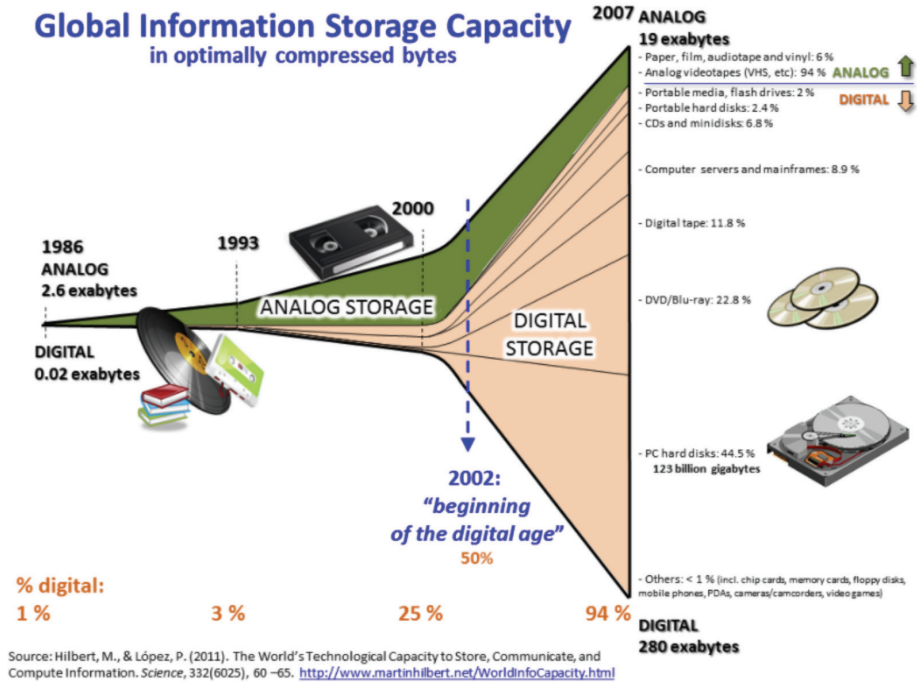 Global Information Storage Capacity
in optimally compressed bytes
2007 ANALOG
19 exabytes
- Paper, film, audiotape and vinyl: 6 %
- Analog videotapes (VHS, etc): 94 % ANALOG
- Portable media, flash drives: 2 % DIGITAL
- Portable hard disks: 2.4 %
- CDs and minidisks: 6.8 %
- Computer servers and mainframes: 8.9 %
- Digital tape: 11.8 %
- DVD/Blu-ray: 22.8 %
- PC hard disks: 44.5 %
123 billion gigabytes
- Others: < 1 % (incl. chip cards, memory cards, floppy disks,
mobile phones, PDAs, cameras/camcorders, video games)
DIGITAL
280 exabytes
1986
ANALOG
2.6 exabytes
DIGITAL
0.02 exabytes
1993
2000
ANALOG STORAGE
DIGITAL
STORAGE
2002:
“beginning
of the digital age”
50%
% digital:
1 % 3 % 25 % 94 %
Source: Hilbert, M., & López, P. (2011). The World’s Technological Capacity to Store, Communicate, and
Compute Information. Science, 332(6025), 60 –65. http://www.martinhilbert.net/WorldInfoCapacity.html